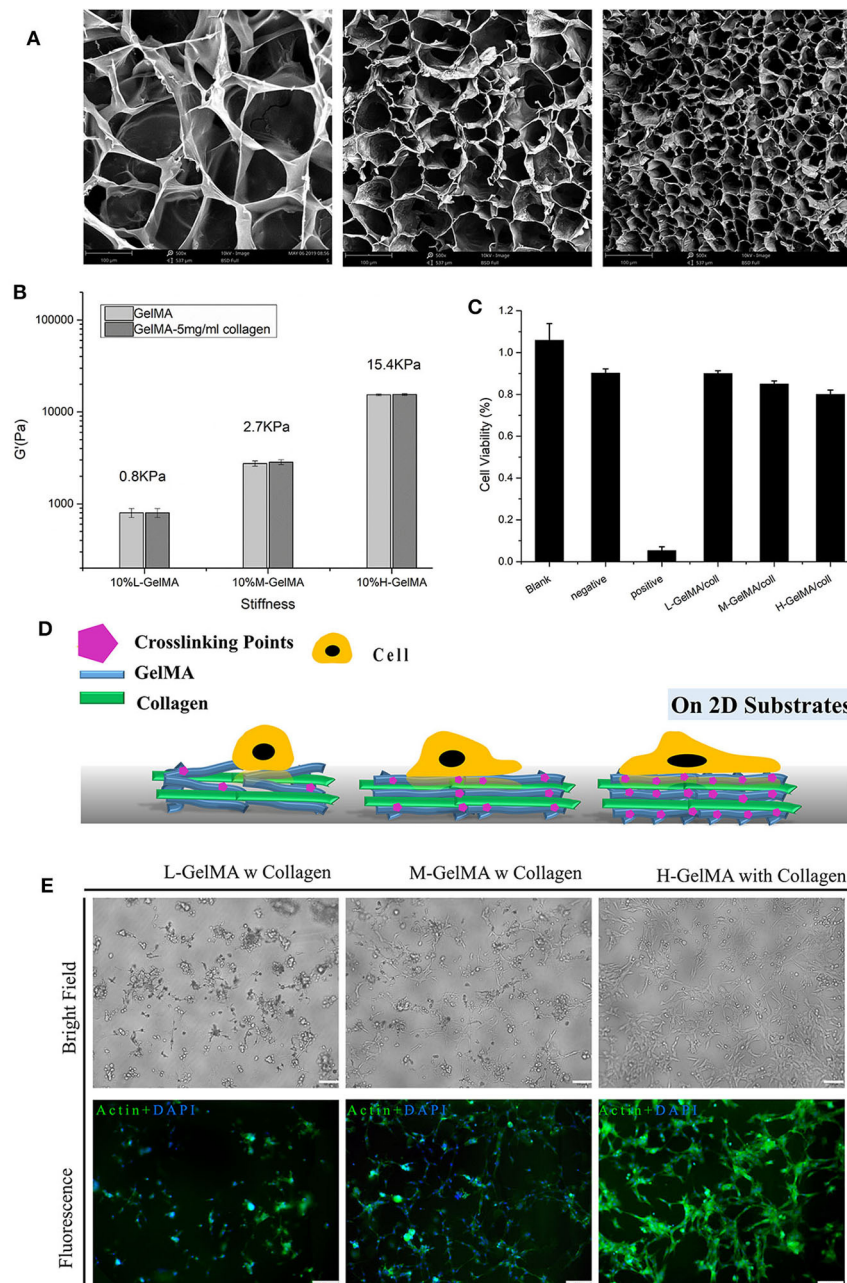 A
100 µm
500x
537 µm
10kV - Image
BSD Full
MAY 06 2019 08:56
S
100 µm
500x
537 µm
10kV - Image
BSD Full
100 µm
500x
537 µm
10kV - Image
BSD Full
B
GelMA
GelMA-5mg/ml collagen
100000
10000
1000
G'(Pa)
0.8KPa
2.7KPa
15.4KPa
10%L-GelMA
10%M-GelMA
10%H-GelMA
Stiffness
C
1.2
1.0
0.8
0.6
0.4
0.2
0.0
Cell Viability (%)
Blank
negative
positive
L-GelMA/coll
M-GelMA/coll
H-GelMA/coll
D
Crosslinking Points
Cell
GelMA
Collagen
On 2D Substrates
E
L-GelMA w Collagen
M-GelMA w Collagen
H-GelMA with Collagen
Bright Field
Fluorescence
Actin+DAPI
Actin+DAPI
Actin+DAPI